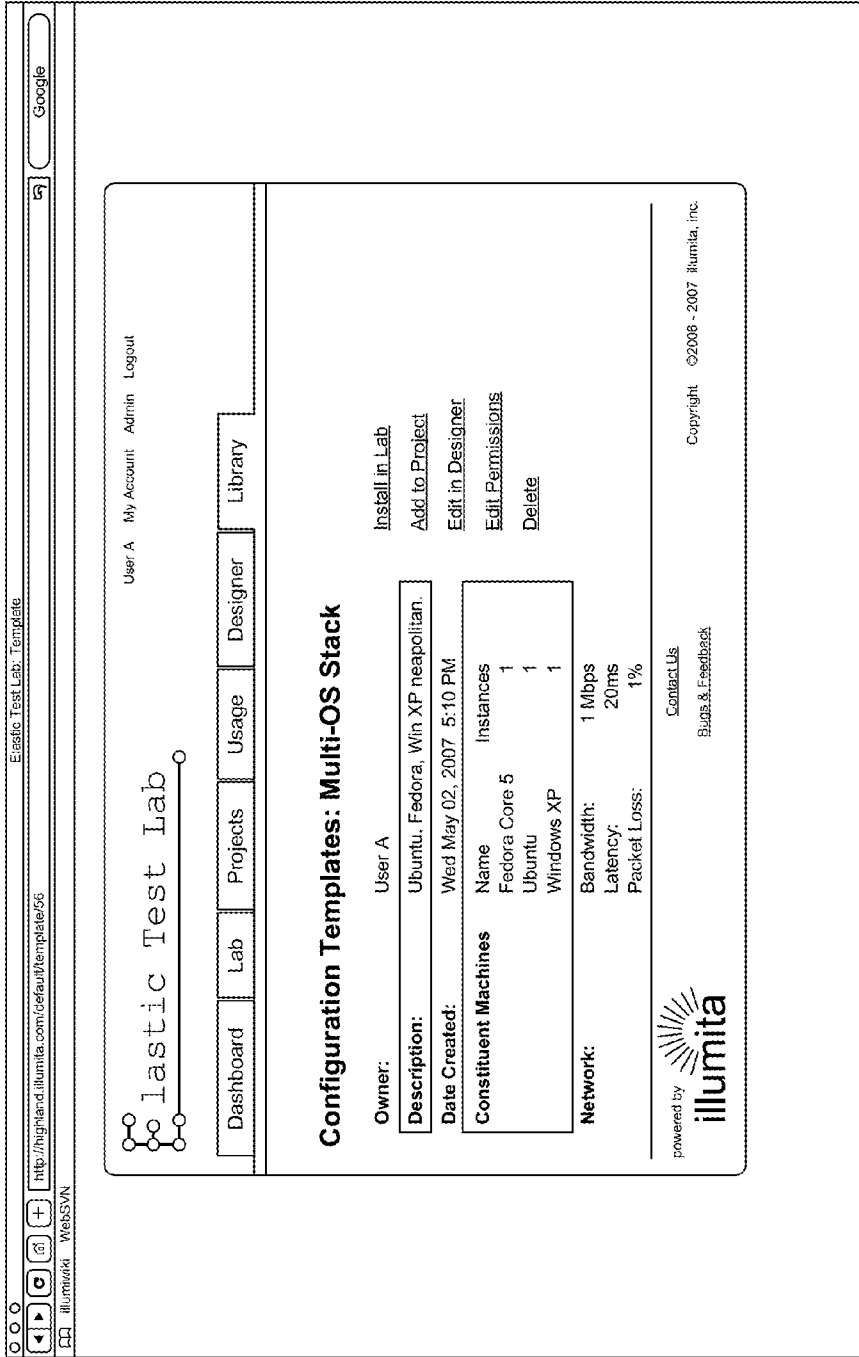 Elastic Test Lab: Template
http://highland.illumita.com/default/template/56
Google
illumiwiki WebSVN
Elastic Test Lab
User A My Account Admin Logout
Dashboard Lab Projects Usage Designer Library
Configuration Templates: Multi-OS Stack
Owner: User A Install in Lab
Description: Ubuntu, Fedora, Win XP neapolitan. Add to Project
Date Created: Wed May 02, 2007 5:10 PM Edit in Designer
Constituent Machines Name Instances Edit Permissions
Fedora Core 5 1 Delete
Ubuntu 1
Windows XP 1
Network: Bandwidth: 1 Mbps
Latency: 20ms
Packet Loss: 1%
powered by
illumita
Contact Us
Bugs & Feedback
Copyright ©2006 - 2007 illumita, inc.